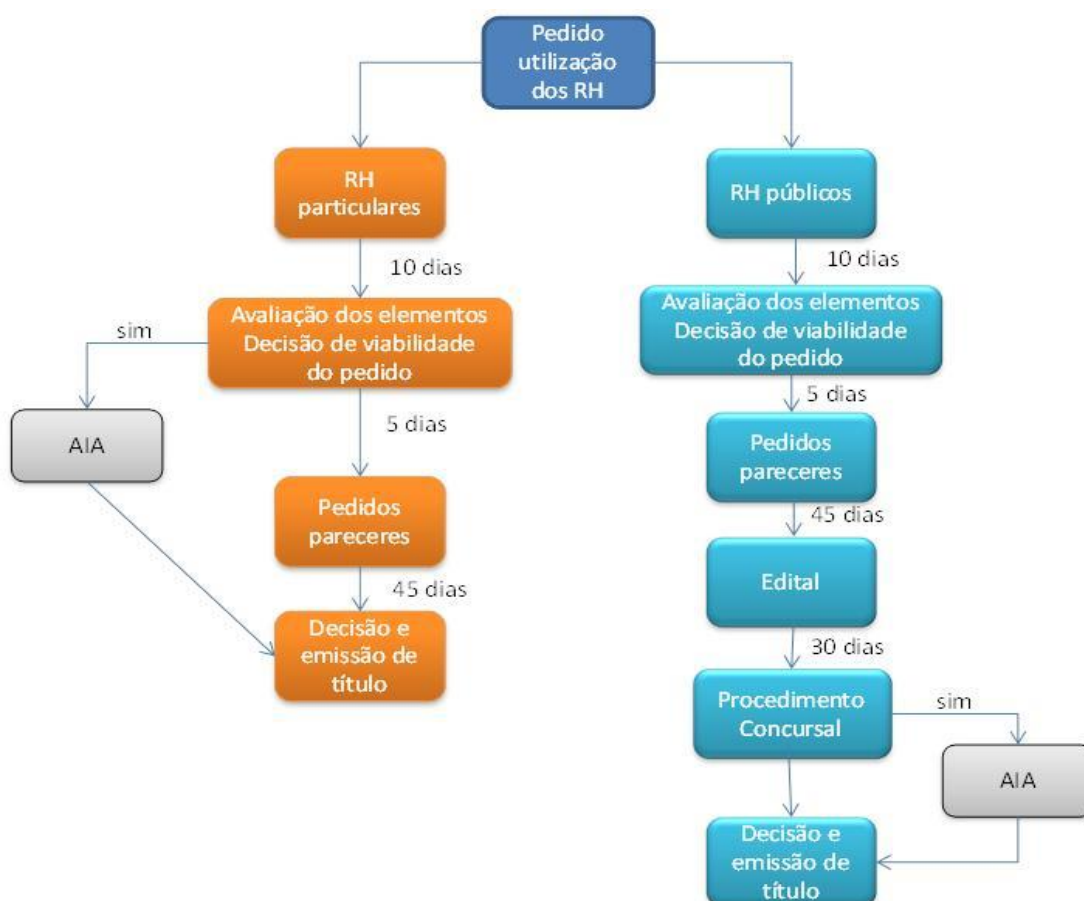 Pedido
utilização
dos RH
RH
particulares
10 dias
Avaliação dos elementos
Decisão de viabilidade
do pedido
sim
AIA
5 dias
Pedidos
pareceres
45 dias
Decisão e
emissão de
título
RH públicos
10 dias
Avaliação dos elementos
Decisão de viabilidade
do pedido
5 dias
Pedidos
pareceres
45 dias
Edital
30 dias
Procedimento
Concursal
sim
AIA
Decisão e
emissão de
título